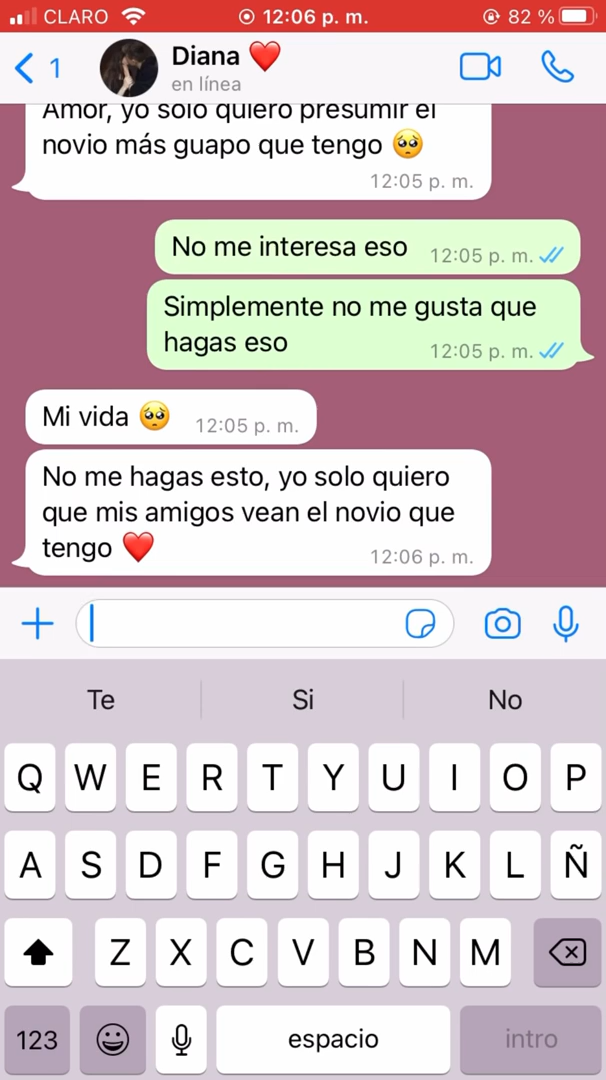 CLARO 12:06 p. m. 82 %
1 Diana ❤️
en línea
Amor, yo solo quiero presumir el
novio más guapo que tengo 🥺
12:05 p. m.
No me interesa eso 12:05 p. m.
Simplemente no me gusta que
hagas eso 12:05 p. m.
Mi vida 🥺 12:05 p. m.
No me hagas esto, yo solo quiero
que mis amigos vean el novio que
tengo ❤️ 12:06 p. m.
Te Si No
Q W E R T Y U I O P
A S D F G H J K L Ñ
Z X C V B N M
123 espacio intro